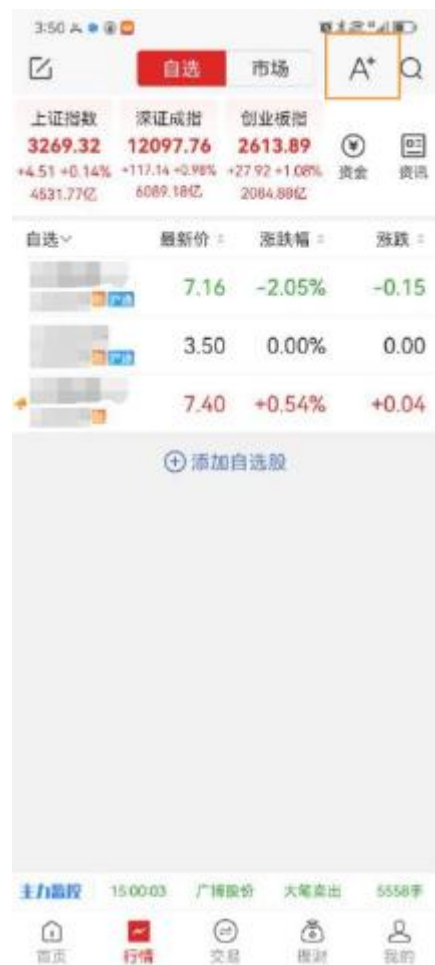 3:50
自选 市场 A+
上证指数 深证成指 创业板指
3269.32 12097.76 2613.89
+4.51 +0.14% +117.14 +0.98% +27.92 +1.08% 资金 资讯
4531.77亿 6089.18亿 2084.88亿
自选 最新价 涨跌幅 涨跌
7.16 -2.05% -0.15
3.50 0.00% 0.00
7.40 +0.54% +0.04
添加自选股
主力监控 15:00:03 广博股份 大笔卖出 5558手
首页 行情 交易 理财 我的